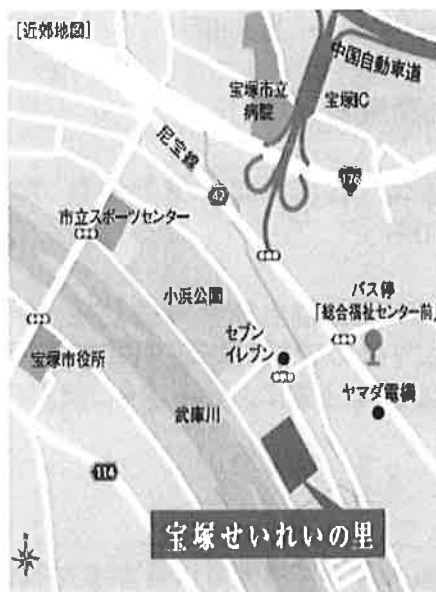 [近郊地図]
中国自動車道
宝塚市立
病院
宝塚IC
尼宝線
176
42
市立スポーツセンター
小浜公園
バス停
「総合福祉センター前」
セブン
イレブン
宝塚市役所
ヤマダ電機
武庫川
114
宝塚せいれいの里